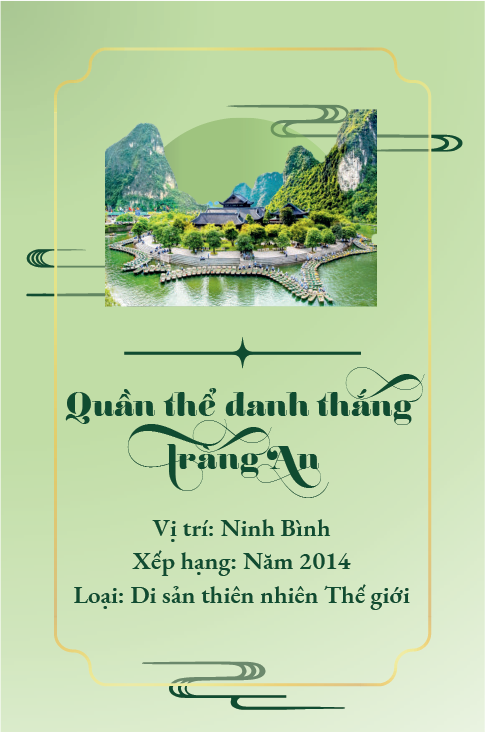 Quần thể danh thắng
tràng An
Vị trí: Ninh Bình
Xếp hạng: Năm 2014
Loại: Di sản thiên nhiên Thế giới